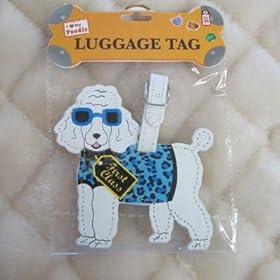 I ♥ My
Poodle
LUGGAGE TAG
First
Class